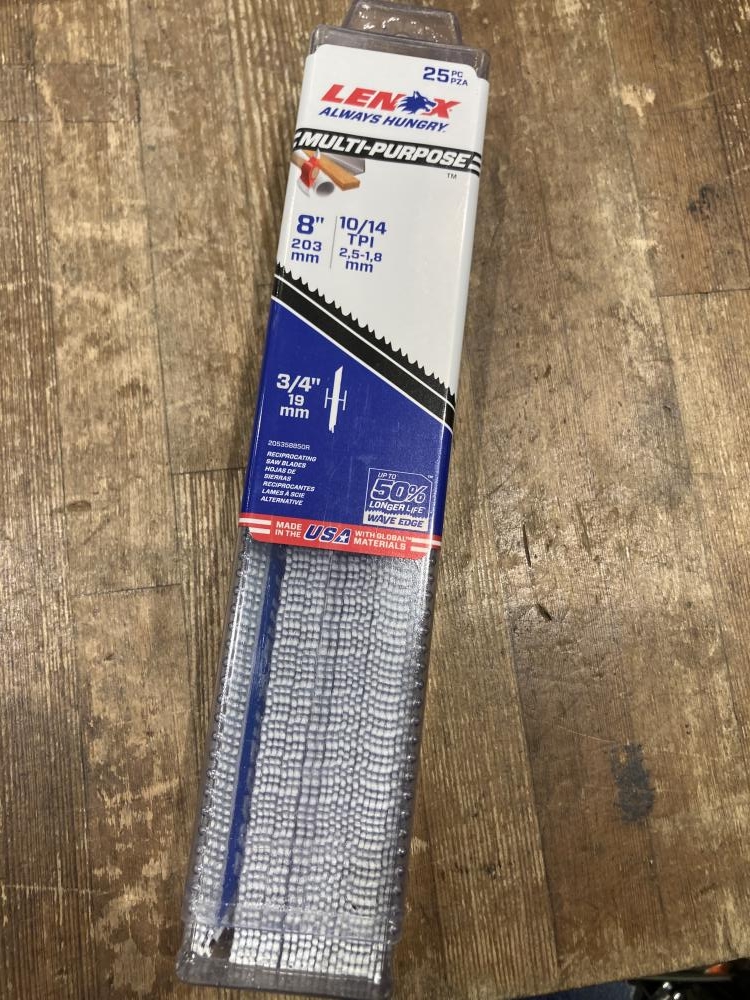 25 PC
PZA
LENOX
ALWAYS HUNGRY.
MULTI-PURPOSE
TM
8"
203
mm
10/14
TPI
2,5-1,8
mm
3/4"
19
mm
20535B850R
RECIPROCATING
SAW BLADES
HOJAS DE
SIERRAS
RECIPROCANTES
LAMES À SCIE
ALTERNATIVE
UP TO
50%
LONGER LIFE
WAVE EDGE™
MADE
IN THE
USA
WITH GLOBAL
MATERIALS